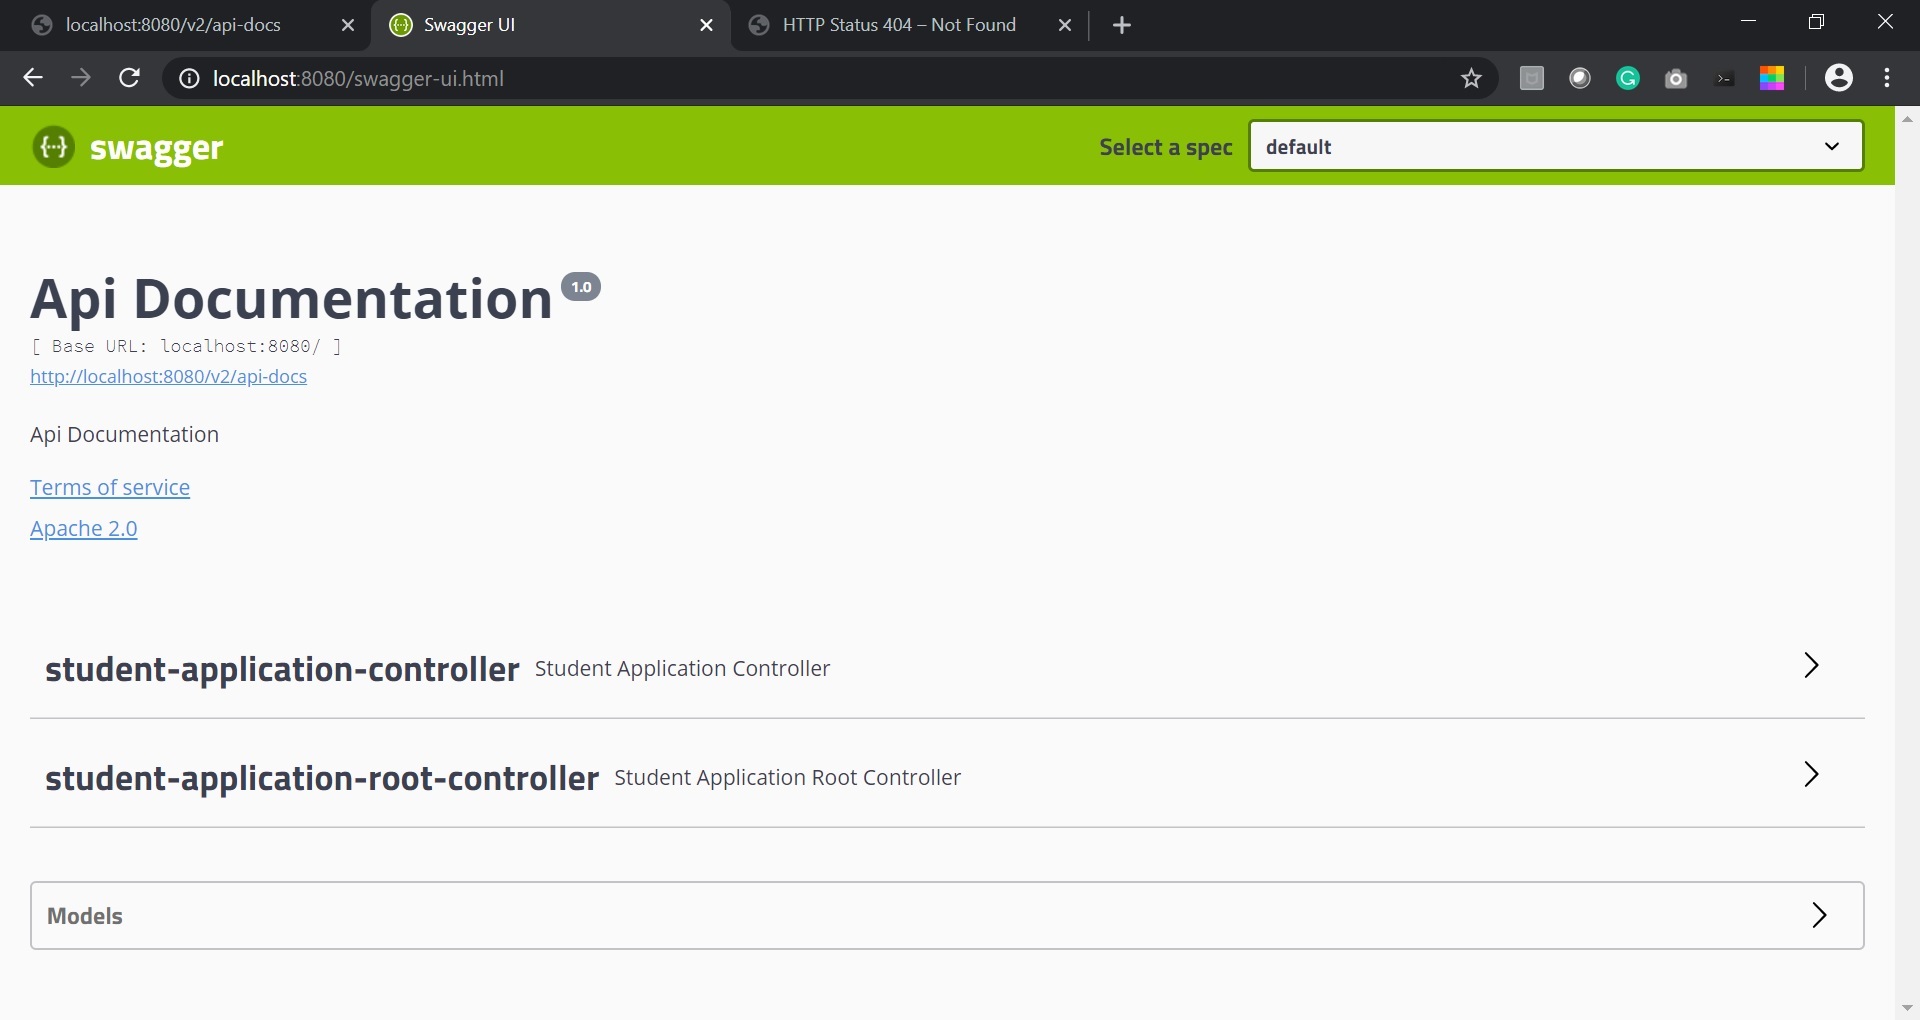 localhost:8080/v2/api-docs
Swagger UI
HTTP Status 404 – Not Found
localhost:8080/swagger-ui.html
swagger
Select a spec
default
Api Documentation 1.0
[ Base URL: localhost:8080/ ]
http://localhost:8080/v2/api-docs
Api Documentation
Terms of service
Apache 2.0
student-application-controller Student Application Controller
student-application-root-controller Student Application Root Controller
Models